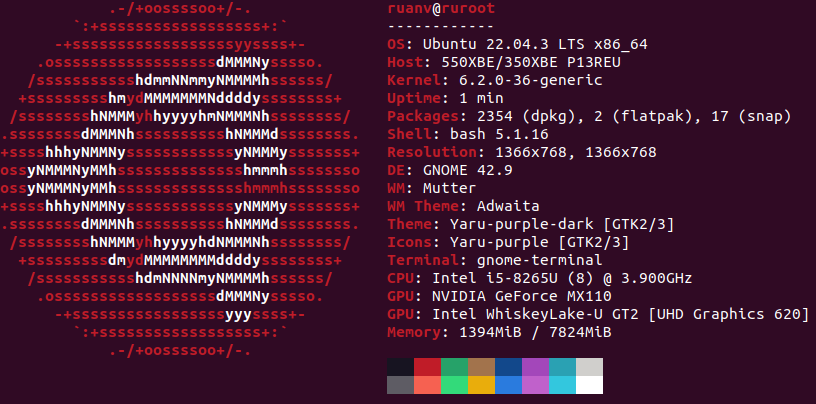 .-/+oossssoo+/-.
`:+ssssssssssssssssss+:`
-+ssssssssssssssssssyyssss+-
.ossssssssssssssssssdMMMNysssso.
/ssssssssssshdmmNNmmyNMMMMhssssss/
+ssssssssshmydMMMMMMMNddddyssssssss+
/sssssssshNMMMyhhyyyyhmNMMMNhssssssss/
.ssssssssdMMMNhsssssssssshNMMMdssssssss.
+sssshhhyNMMNyssssssssssssyNMMMysssssss+
ossyNMMMNyMMhsssssssssssssshmmmhssssssso
ossyNMMMNyMMhsssssssssssssshmmmhssssssso
+sssshhhyNMMNyssssssssssssyNMMMysssssss+
.ssssssssdMMMNhsssssssssshNMMMdssssssss.
/sssssssshNMMMyhhyyyyhdNMMMNhssssssss/
+sssssssssdmydMMMMMMMMddddyssssssss+
/ssssssssssshdmNNNNmyNMMMMhssssss/
.ossssssssssssssssssdMMMNysssso.
-+sssssssssssssssssyyyssss+-
`:+ssssssssssssssssss+:`
.-/+oossssoo+/-.
ruanv@ruroot
------------
OS: Ubuntu 22.04.3 LTS x86_64
Host: 550XBE/350XBE P13REU
Kernel: 6.2.0-36-generic
Uptime: 1 min
Packages: 2354 (dpkg), 2 (flatpak), 17 (snap)
Shell: bash 5.1.16
Resolution: 1366x768, 1366x768
DE: GNOME 42.9
WM: Mutter
WM Theme: Adwaita
Theme: Yaru-purple-dark [GTK2/3]
Icons: Yaru-purple [GTK2/3]
Terminal: gnome-terminal
CPU: Intel i5-8265U (8) @ 3.900GHz
GPU: NVIDIA GeForce MX110
GPU: Intel WhiskeyLake-U GT2 [UHD Graphics 620]
Memory: 1394MiB / 7824MiB